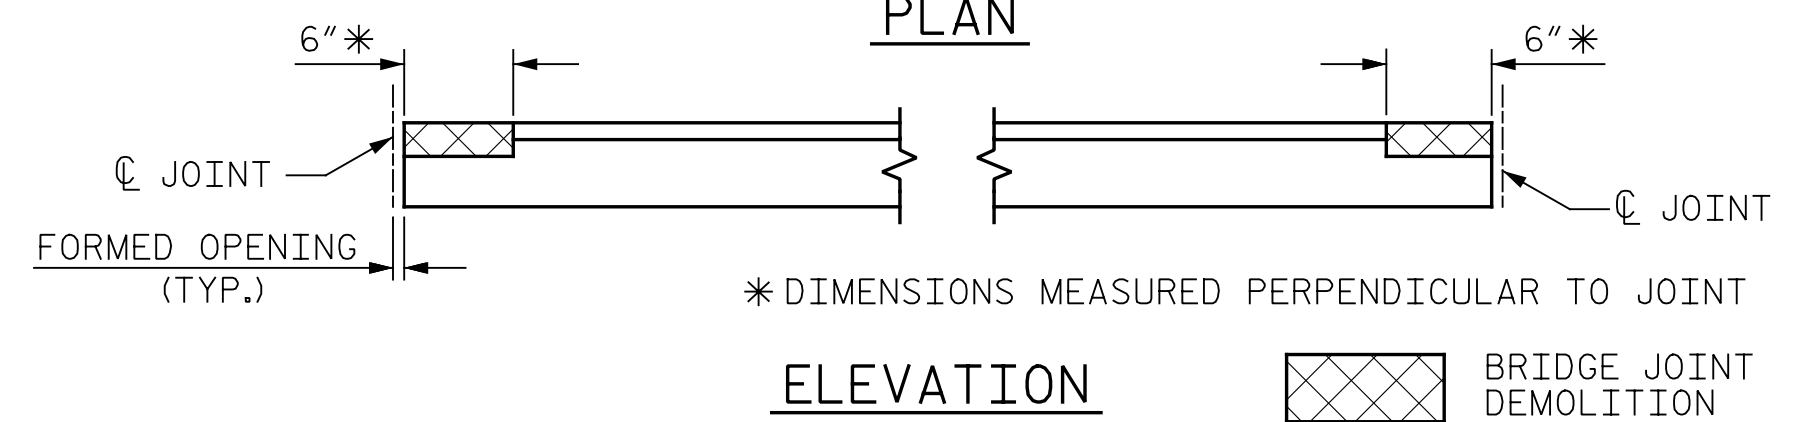 PLAN
6"* 6"*
℄ JOINT
℄ JOINT
FORMED OPENING
(TYP.)
* DIMENSIONS MEASURED PERPENDICULAR TO JOINT
ELEVATION
BRIDGE JOINT
DEMOLITION